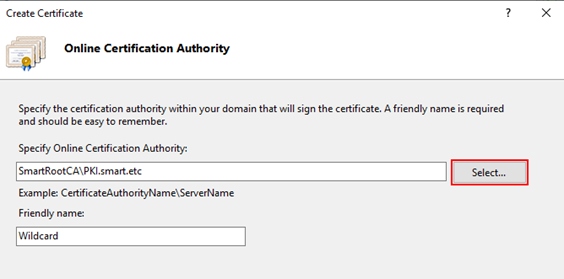 Create Certificate
Online Certification Authority
Specify the certification authority within your domain that will sign the certificate. A friendly name is required
and should be easy to remember.
Specify Online Certification Authority:
SmartRootCA\PKI.smart.etc
Select...
Example: CertificateAuthorityName\ServerName
Friendly name:
Wildcard